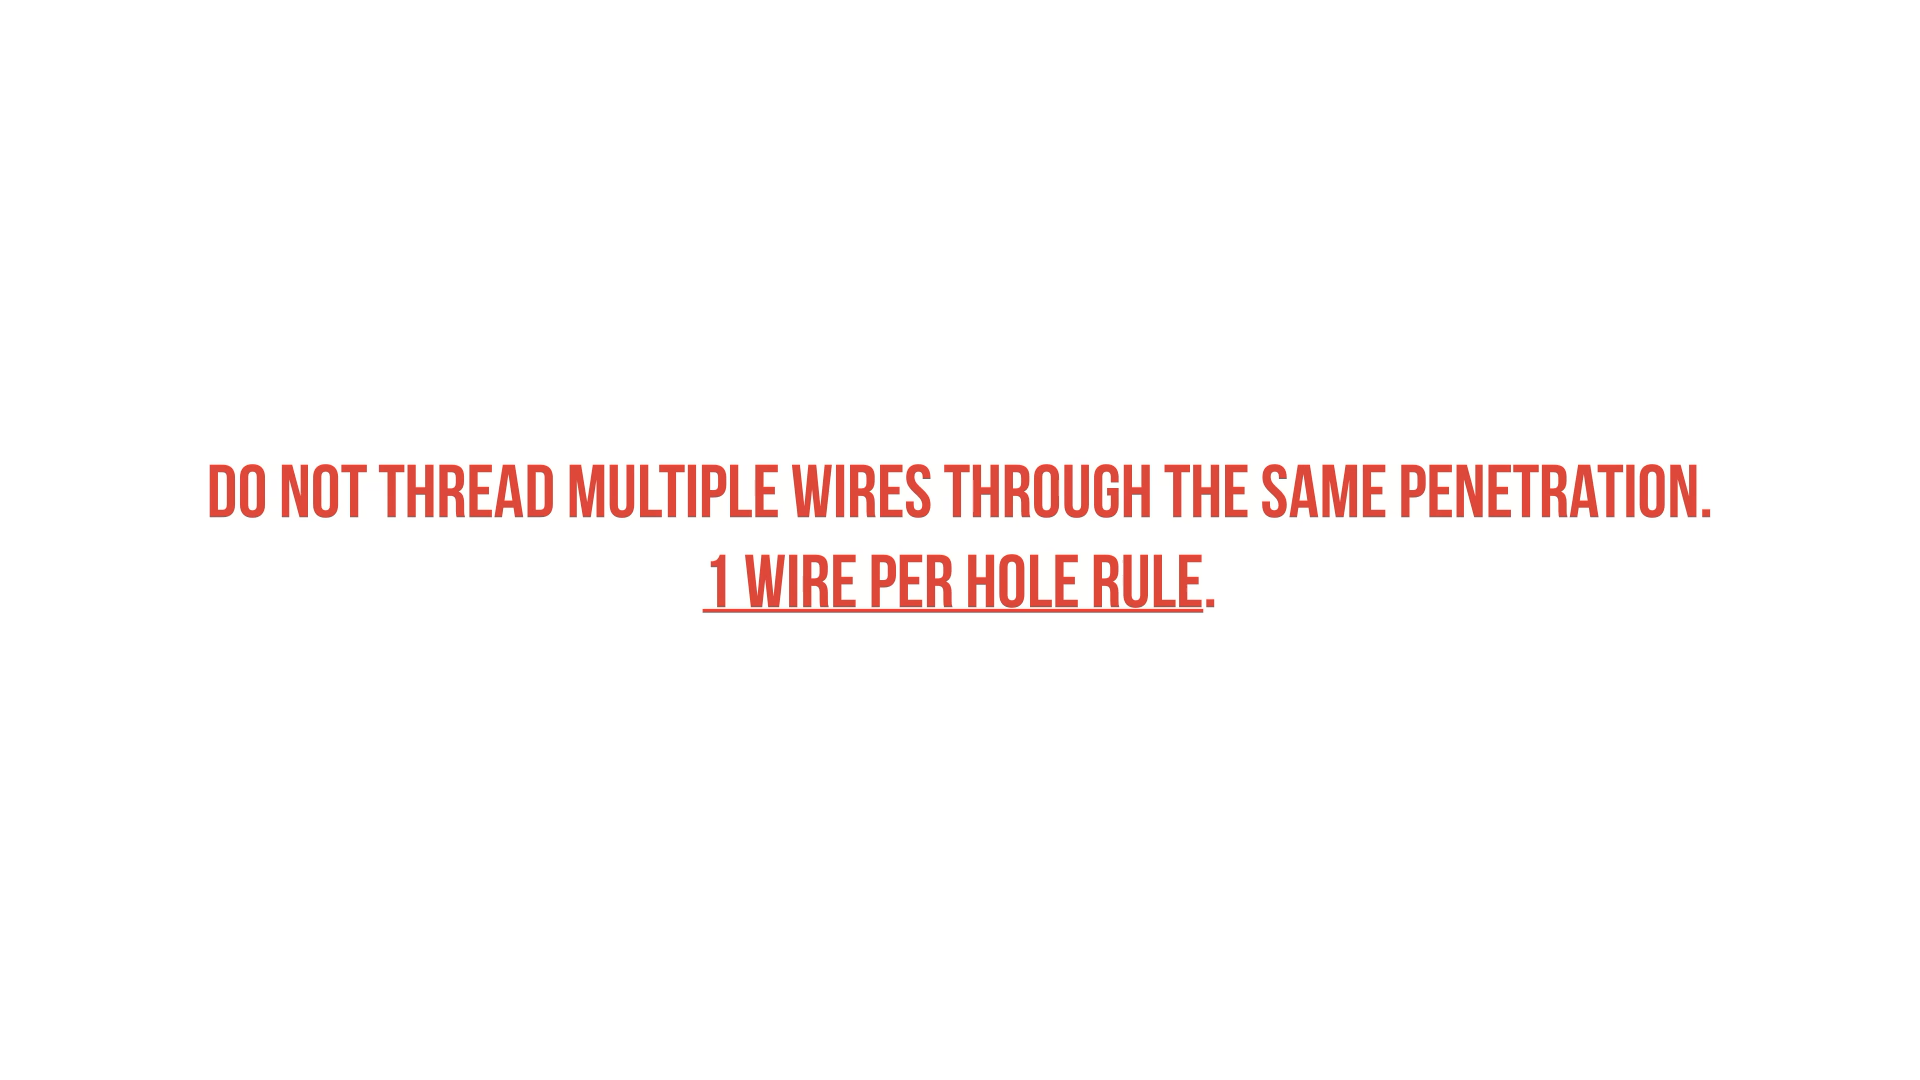 DO NOT THREAD MULTIPLE WIRES THROUGH THE SAME PENETRATION.
1 WIRE PER HOLE RULE.